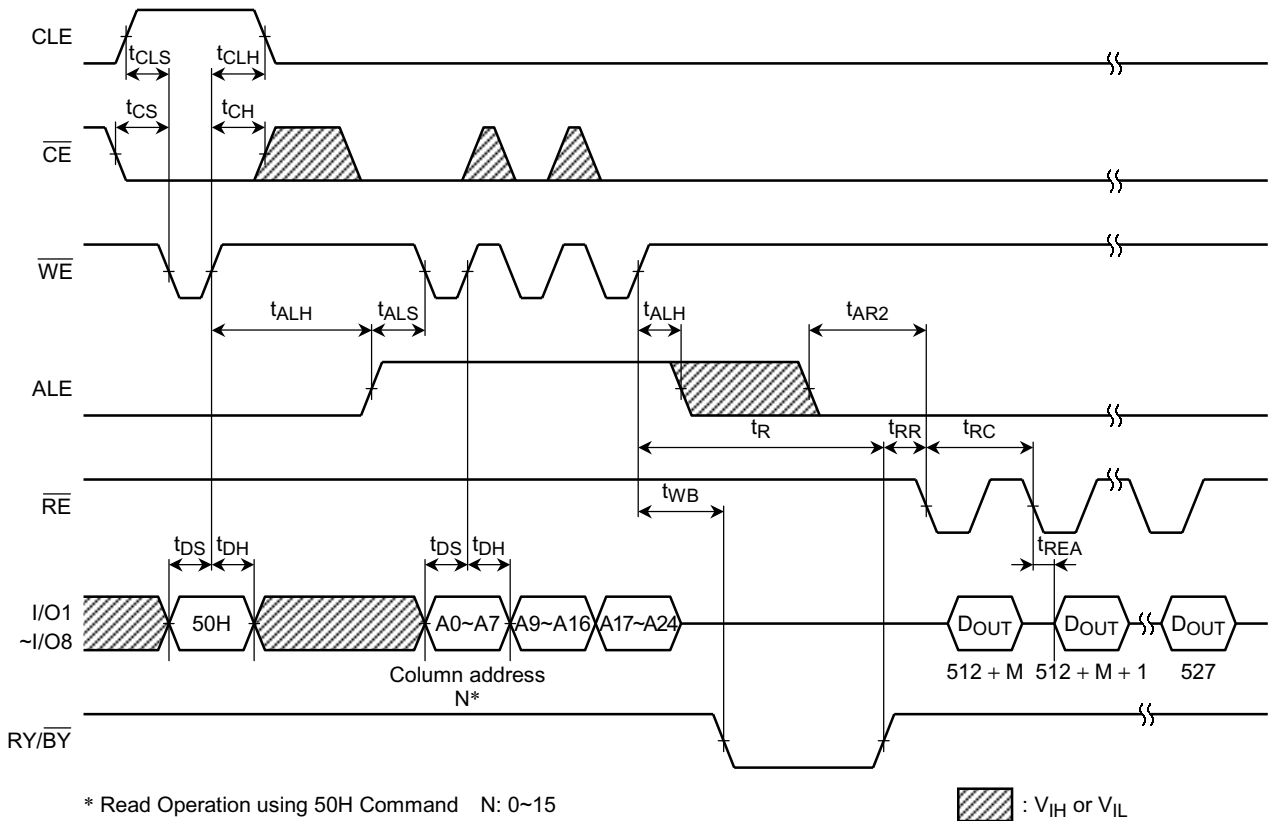 CLE
tCLS tCLH
tCS tCH
CE
WE
tALH tALS tALH tAR2
ALE
tR tRR tRC
RE
tWB
tDS tDH tDS tDH tREA
I/O1
~I/O8
50H A0~A7 A9~A16 A17~A24 DOUT DOUT DOUT
Column address
N*
512 + M 512 + M + 1 527
RY/BY
* Read Operation using 50H Command N: 0~15
: VIH or VIL